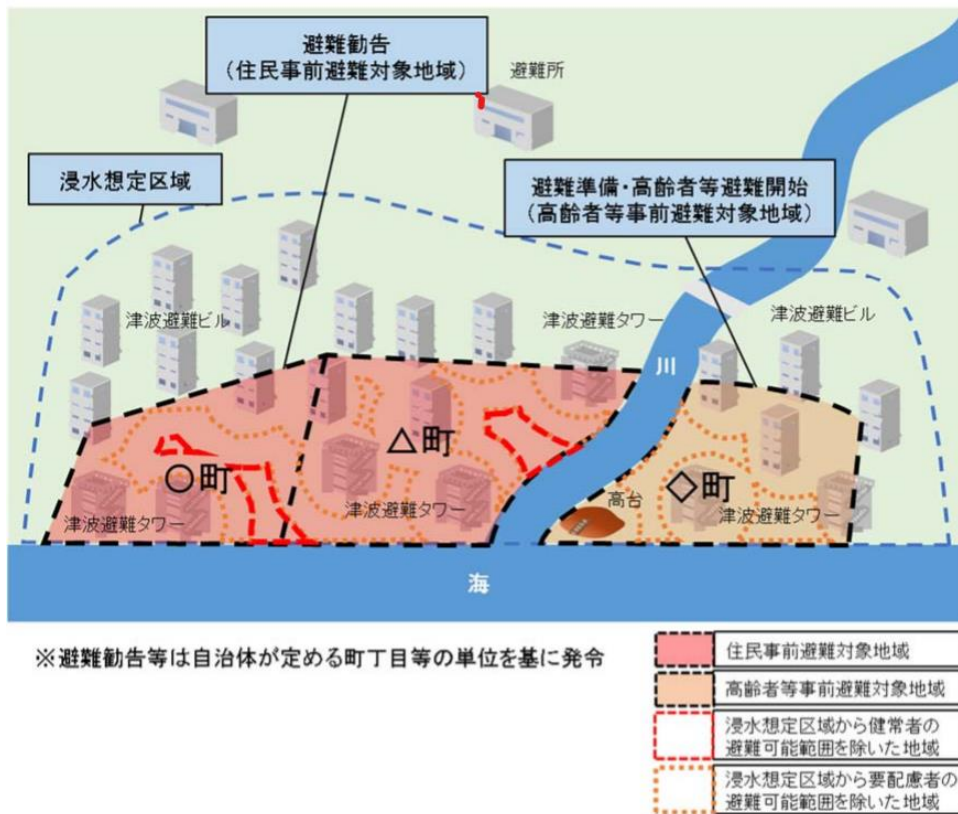 避難勧告
(住民事前避難対象地域)
避難所
浸水想定区域
避難準備・高齢者等避難開始
(高齢者等事前避難対象地域)
津波避難ビル
津波避難タワー
津波避難ビル
川
△町
○町
◇町
高台
津波避難タワー
津波避難タワー
津波避難タワー
海
※避難勧告等は自治体が定める町丁目等の単位を基に発令
住民事前避難対象地域
高齢者等事前避難対象地域
浸水想定区域から健常者の
避難可能範囲を除いた地域
浸水想定区域から要配慮者の
避難可能範囲を除いた地域